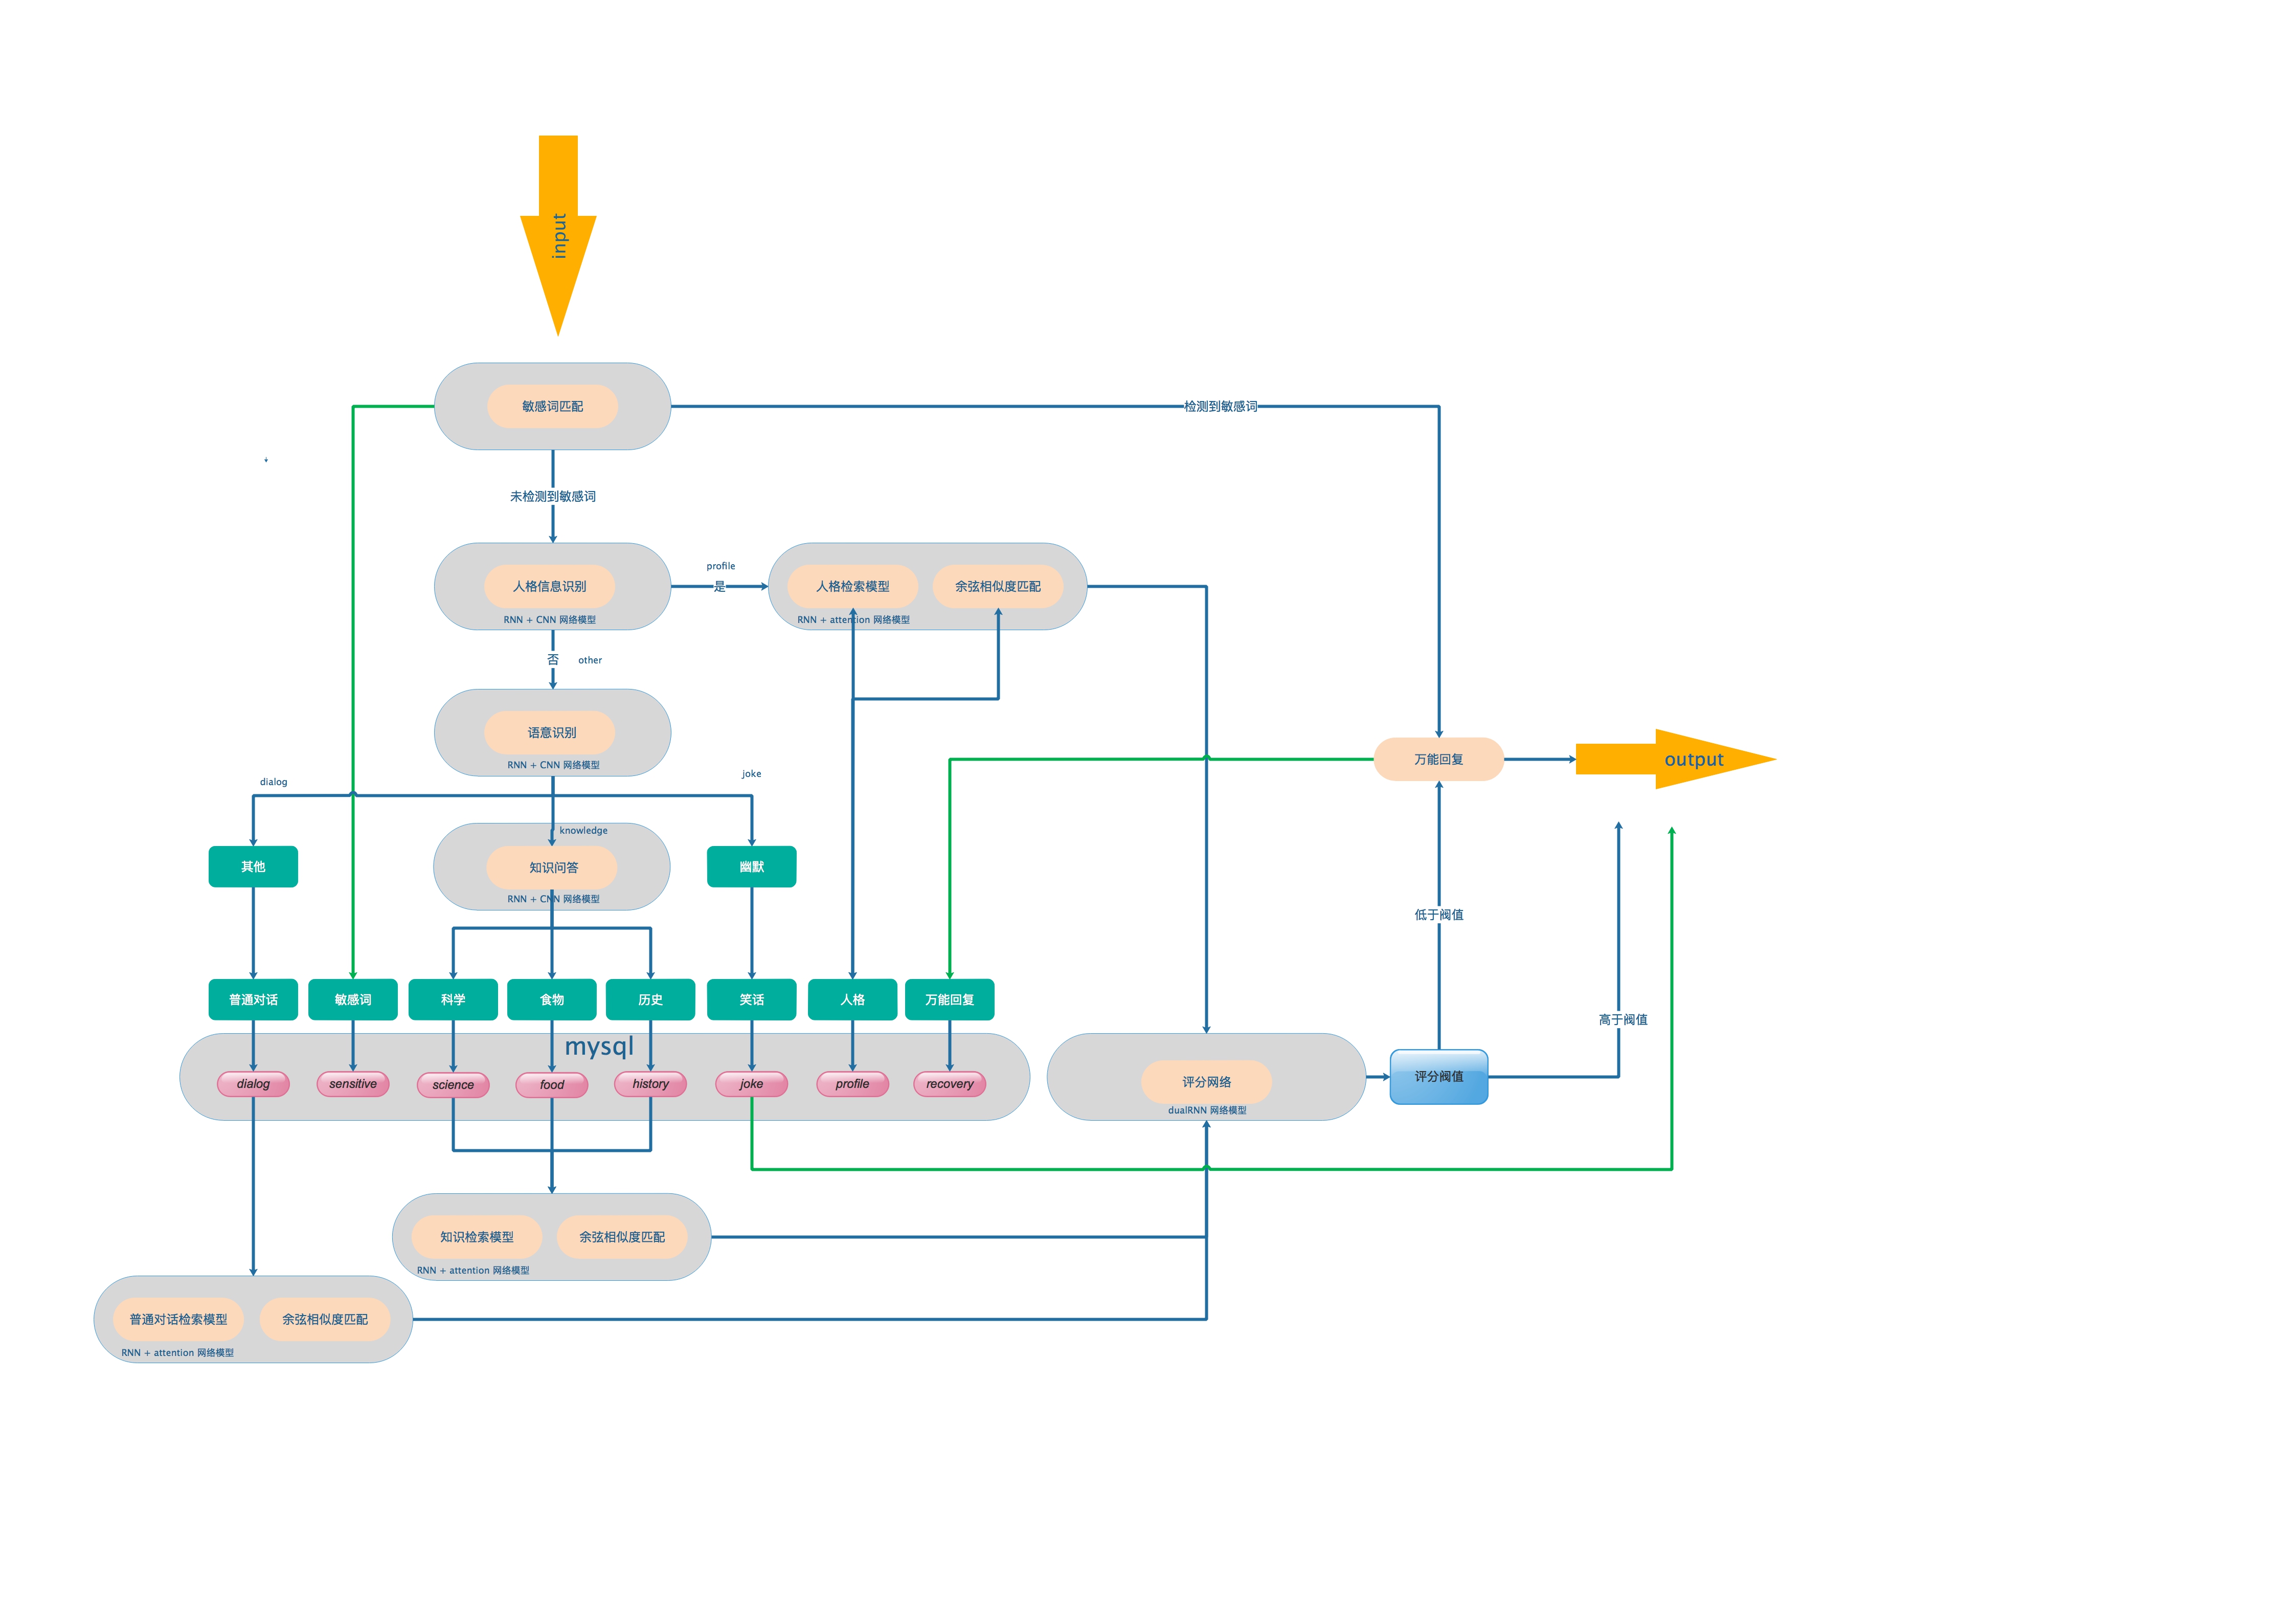 input
敏感词匹配
检测到敏感词
未检测到敏感词
profile
人格信息识别
是
人格检索模型
余弦相似度匹配
RNN + CNN 网络模型
RNN + attention 网络模型
否
other
语意识别
RNN + CNN 网络模型
万能回复
output
dialog
joke
knowledge
其他
知识问答
幽默
RNN + CNN 网络模型
低于阀值
普通对话
敏感词
科学
食物
历史
笑话
人格
万能回复
高于阀值
mysql
dialog
sensitive
science
food
history
joke
profile
recovery
评分网络
评分阀值
dualRNN 网络模型
知识检索模型
余弦相似度匹配
RNN + attention 网络模型
普通对话检索模型
余弦相似度匹配
RNN + attention 网络模型